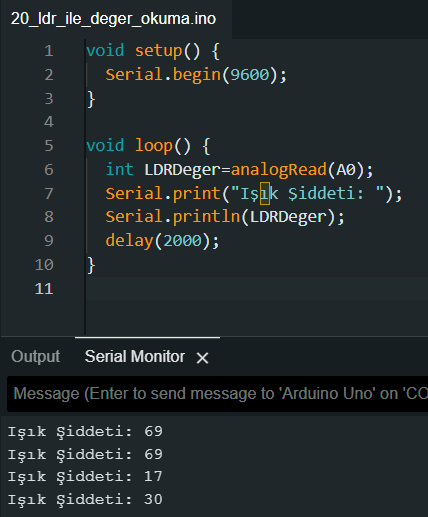 20_ldr_ile_deger_okuma.ino
1 void setup() {
2   Serial.begin(9600);
3 }
4
5 void loop() {
6   int LDRDeger=analogRead(A0);
7   Serial.print("Işık Şiddeti: ");
8   Serial.println(LDRDeger);
9   delay(2000);
10 }
11
Output Serial Monitor ×
Message (Enter to send message to 'Arduino Uno' on 'CO
Işık Şiddeti: 69
Işık Şiddeti: 69
Işık Şiddeti: 17
Işık Şiddeti: 30